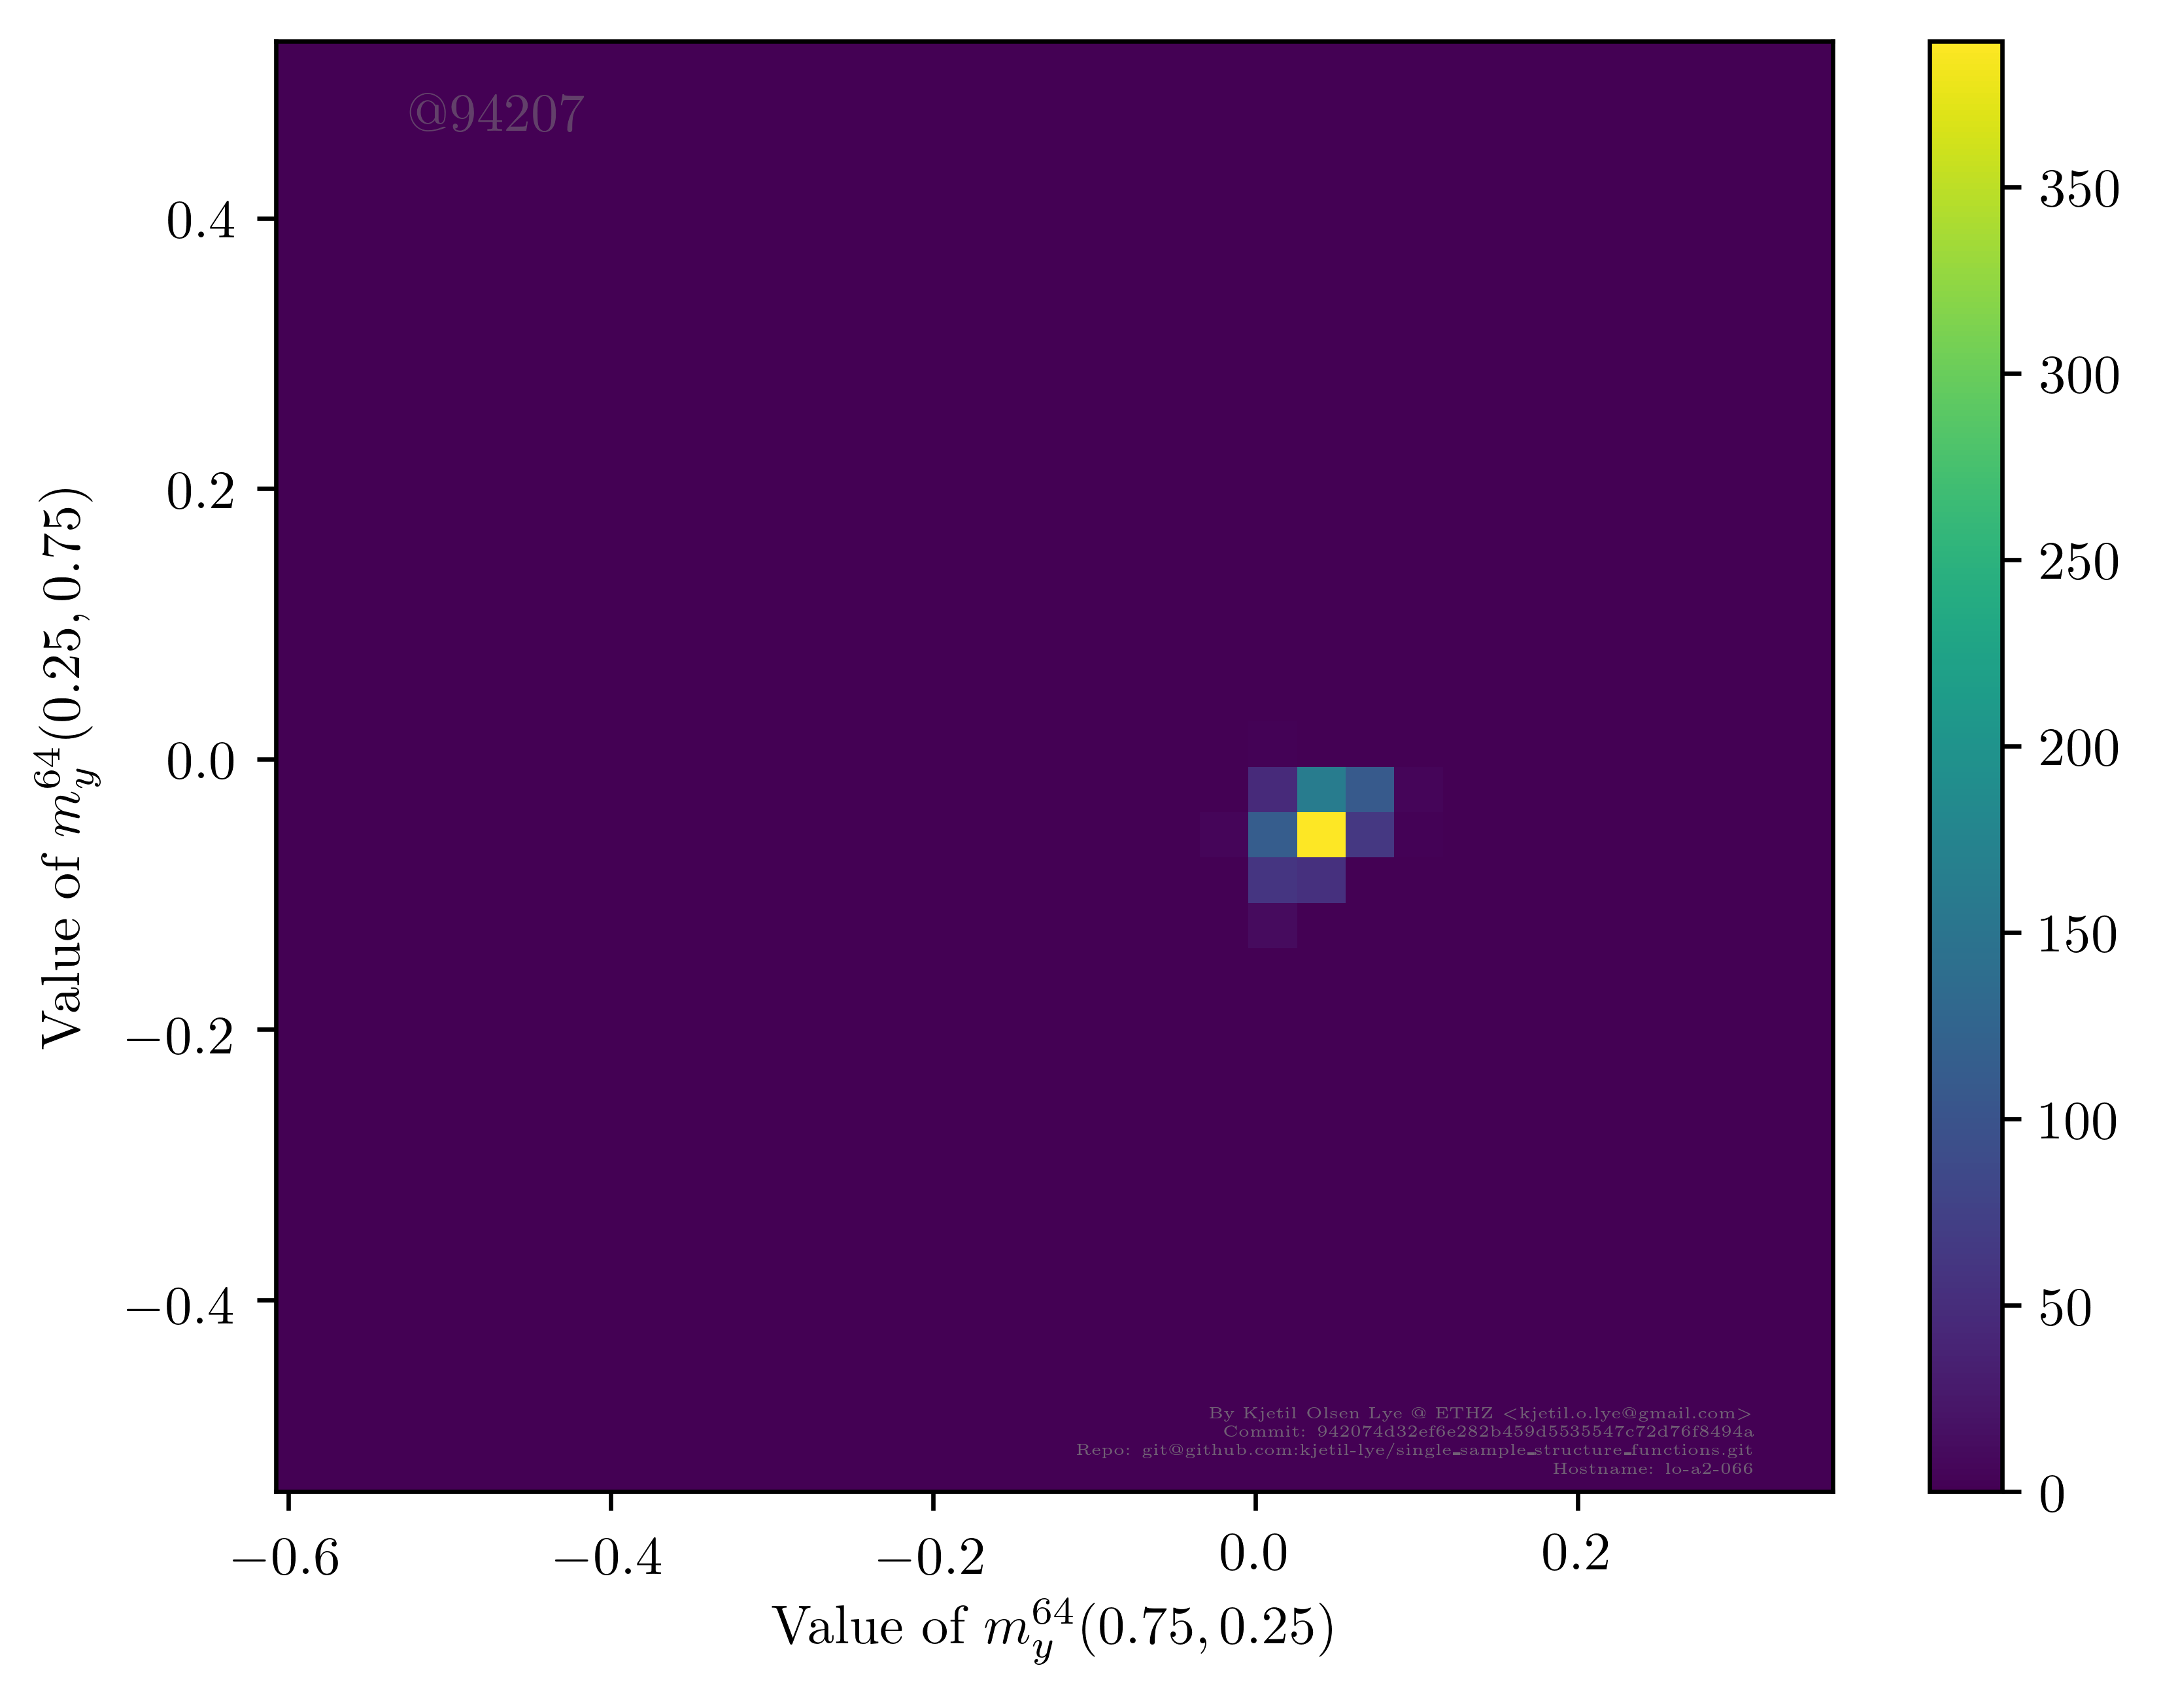 @94207
0.4
0.2
0.0
−0.2
−0.4
Value of m_y^{64}(0.25, 0.75)
By Kjetil Olsen Lye @ ETHZ <kjetil.o.lye@gmail.com>
Commit: 942074d32ef6e282b459d5535547c72d76f8494a
Repo: git@github.com:kjetil-lye/single_sample_structure_functions.git
Hostname: lo-a2-066
−0.6 −0.4 −0.2 0.0 0.2
Value of m_y^{64}(0.75, 0.25)
350
300
250
200
150
100
50
0